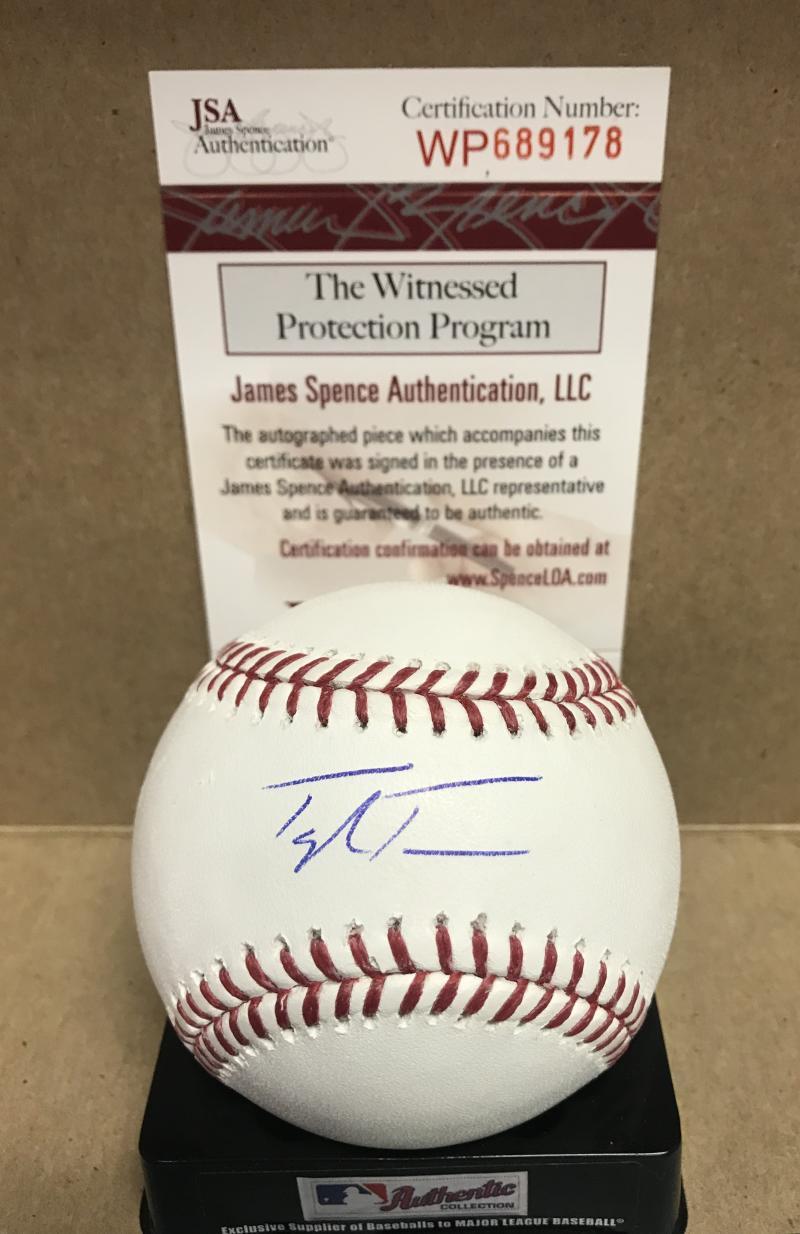 JSA
James Spence
Authentication®
Certification Number:
WP689178
James Spence
The Witnessed
Protection Program
James Spence Authentication, LLC
The autographed piece which accompanies this
certificate was signed in the presence of a
James Spence Authentication, LLC representative
and is guaranteed to be authentic.
Certification confirmation can be obtained at
www.SpenceLOA.com
Authentic
COLLECTION
Exclusive Supplier of Baseballs to MAJOR LEAGUE BASEBALL®